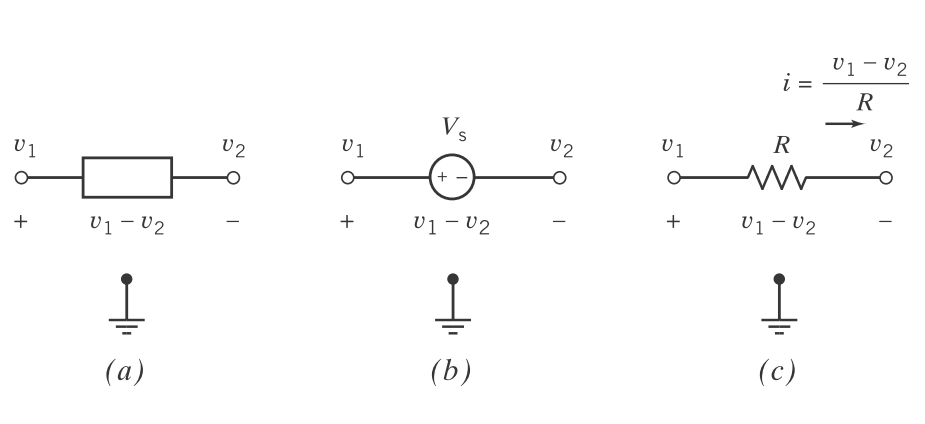 i = v₁ − v₂ / R
v₁ v₂
+ v₁ − v₂ −
(a)
Vₛ
v₁ v₂
+ −
+ v₁ − v₂ −
(b)
R
v₁ v₂
+ v₁ − v₂ −
(c)